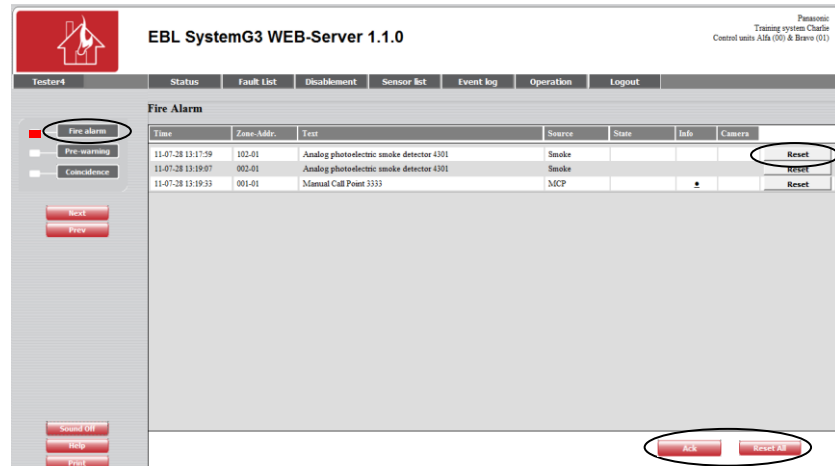 Panasonic
Training system Charlie
Control units Alfa (00) & Bravo (01)
EBL SystemG3 WEB-Server 1.1.0
Tester4 Status Fault List Disablement Sensor list Event log Operation Logout
Fire Alarm
Fire alarm
Pre-warning
Coincidence
Next
Prev
Time Zone-Addr. Text Source State Info Camera
11-07-28 13:17:59 102-01 Analog photoelectric smoke detector 4301 Smoke Reset
11-07-28 13:19:07 002-01 Analog photoelectric smoke detector 4301 Smoke Reset
11-07-28 13:19:33 001-01 Manual Call Point 3333 MCP Reset
Sound Off
Help
Print
Ack Reset All